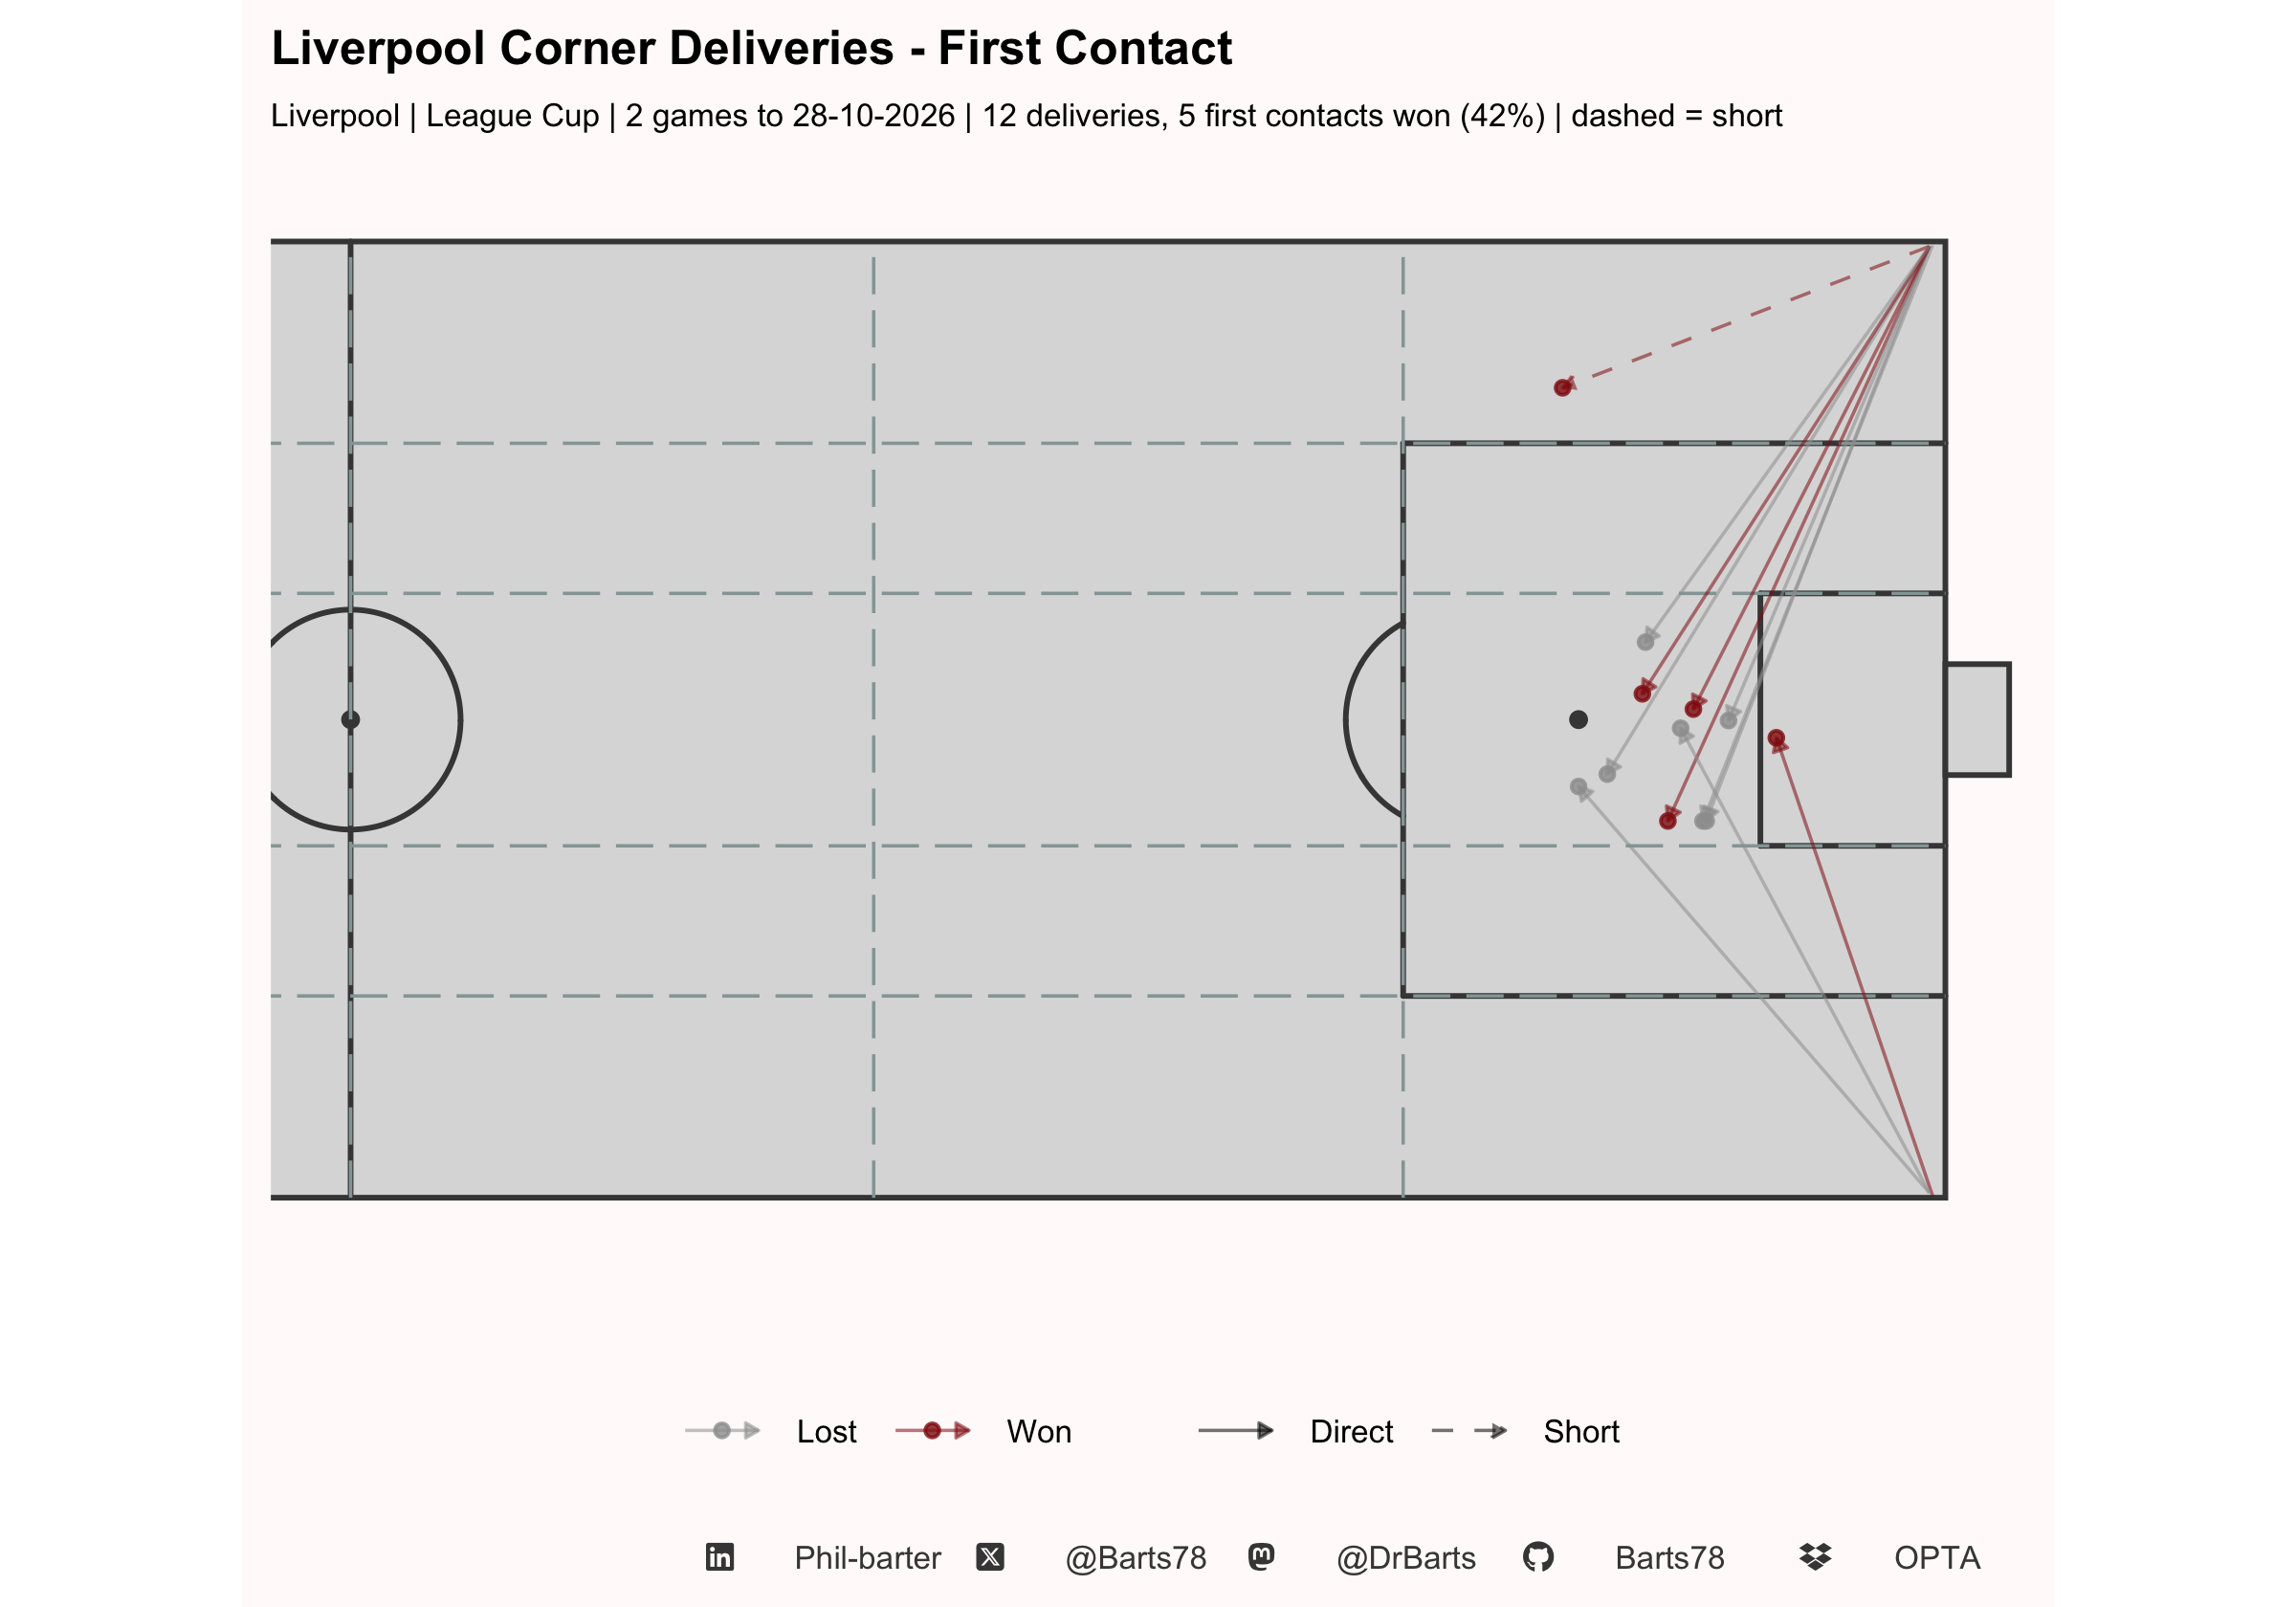 Liverpool Corner Deliveries - First Contact
Liverpool | League Cup | 2 games to 28-10-2026 | 12 deliveries, 5 first contacts won (42%) | dashed = short
Lost Won Direct Short
Phil-barter @Barts78 @DrBarts Barts78 OPTA